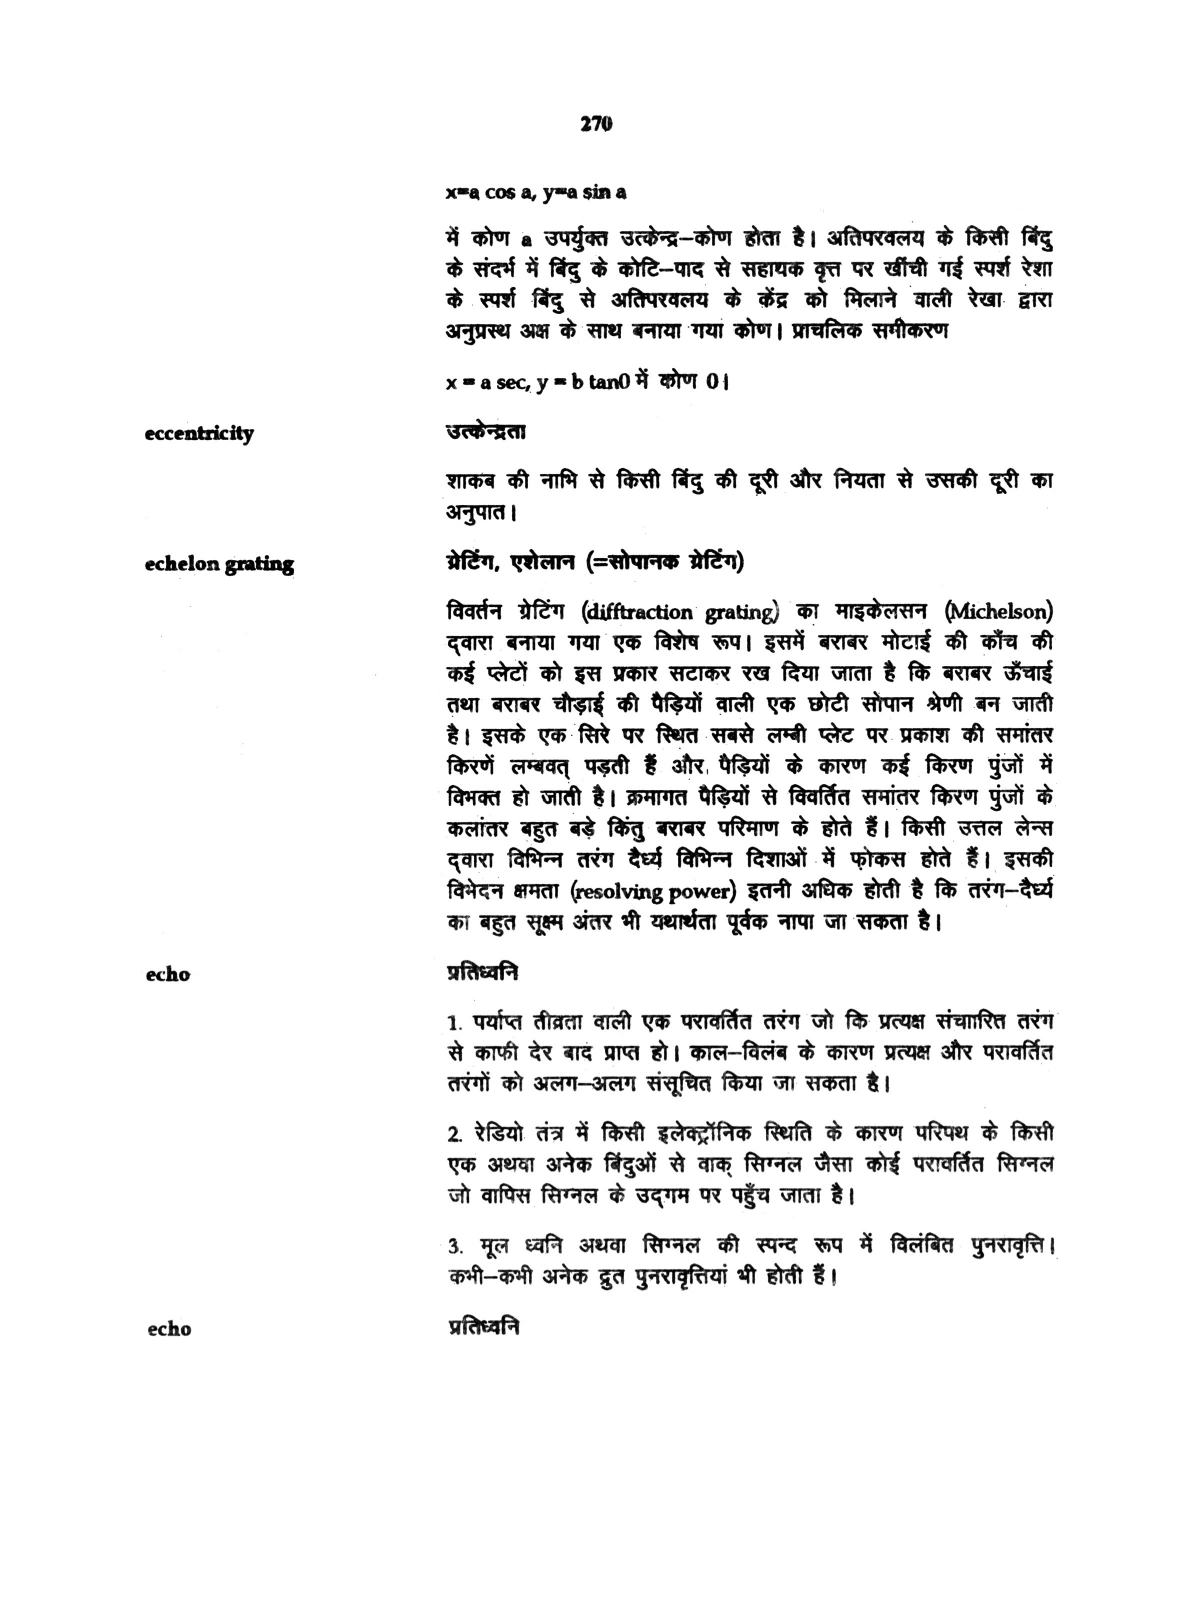 270
x=a cos a, y=a sin a
में कोण a उपर्युक्त उत्केन्द्र–कोण होता है। अतिपरवलय के किसी बिंदु
के संदर्भ में बिंदु के कोटि–पाद से सहायक वृत्त पर खींची गई स्पर्श रेशा
के स्पर्श बिंदु से अतिपरवलय के केंद्र को मिलाने वाली रेखा द्वारा
अनुप्रस्थ अक्ष के साथ बनाया गया कोण। प्राचलिक समीकरण
x = a sec, y = b tan0 में कोण 0।
eccentricity उत्केन्द्रता
शाकब की नाभि से किसी बिंदु की दूरी और नियता से उसकी दूरी का
अनुपात।
echelon grating ग्रेटिंग, एशेलान (=सोपानक ग्रेटिंग)
विवर्तन ग्रेटिंग (difftraction grating) का माइकेलसन (Michelson)
द्वारा बनाया गया एक विशेष रूप। इसमें बराबर मोटाई की काँच की
कई प्लेटों को इस प्रकार सटाकर रख दिया जाता है कि बराबर ऊँचाई
तथा बराबर चौड़ाई की पैड़ियों वाली एक छोटी सोपान श्रेणी बन जाती
है। इसके एक सिरे पर स्थित सबसे लम्बी प्लेट पर प्रकाश की समांतर
किरणें लम्बवत् पड़ती हैं और पैड़ियों के कारण कई किरण पुंजों में
विभक्त हो जाती है। क्रमागत पैड़ियों से विवर्तित समांतर किरण पुंजों के
कलांतर बहुत बड़े किंतु बराबर परिमाण के होते हैं। किसी उत्तल लेन्स
द्वारा विभिन्न तरंग दैर्ध्य विभिन्न दिशाओं में फ़ोकस होते हैं। इसकी
विभेदन क्षमता (resolving power) इतनी अधिक होती है कि तरंग–दैर्ध्य
का बहुत सूक्ष्म अंतर भी यथार्थता पूर्वक नापा जा सकता है।
echo प्रतिध्वनि
1. पर्याप्त तीव्रता वाली एक परावर्तित तरंग जो कि प्रत्यक्ष संचाारित तरंग
से काफी देर बाद प्राप्त हो। काल–विलंब के कारण प्रत्यक्ष और परावर्तित
तरंगों को अलग–अलग संसूचित किया जा सकता है।
2. रेडियो तंत्र में किसी इलेक्ट्रॉनिक स्थिति के कारण परिपथ के किसी
एक अथवा अनेक बिंदुओं से वाक् सिग्नल जैसा कोई परावर्तित सिग्नल
जो वापिस सिग्नल के उद्गम पर पहुँच जाता है।
3. मूल ध्वनि अथवा सिग्नल की स्पन्द रूप में विलंबित पुनरावृत्ति।
कभी–कभी अनेक द्रुत पुनरावृत्तियां भी होती हैं।
echo प्रतिध्वनि